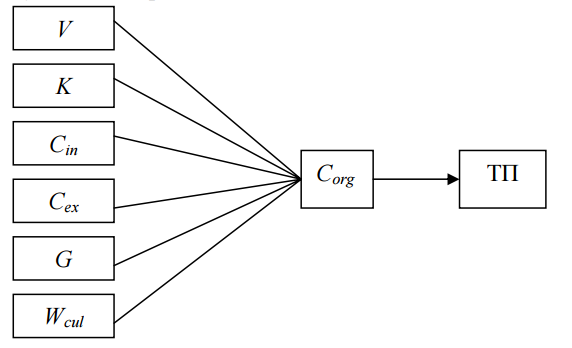 V
K
C_in
C_ex
G
W_cul
C_org
ТП